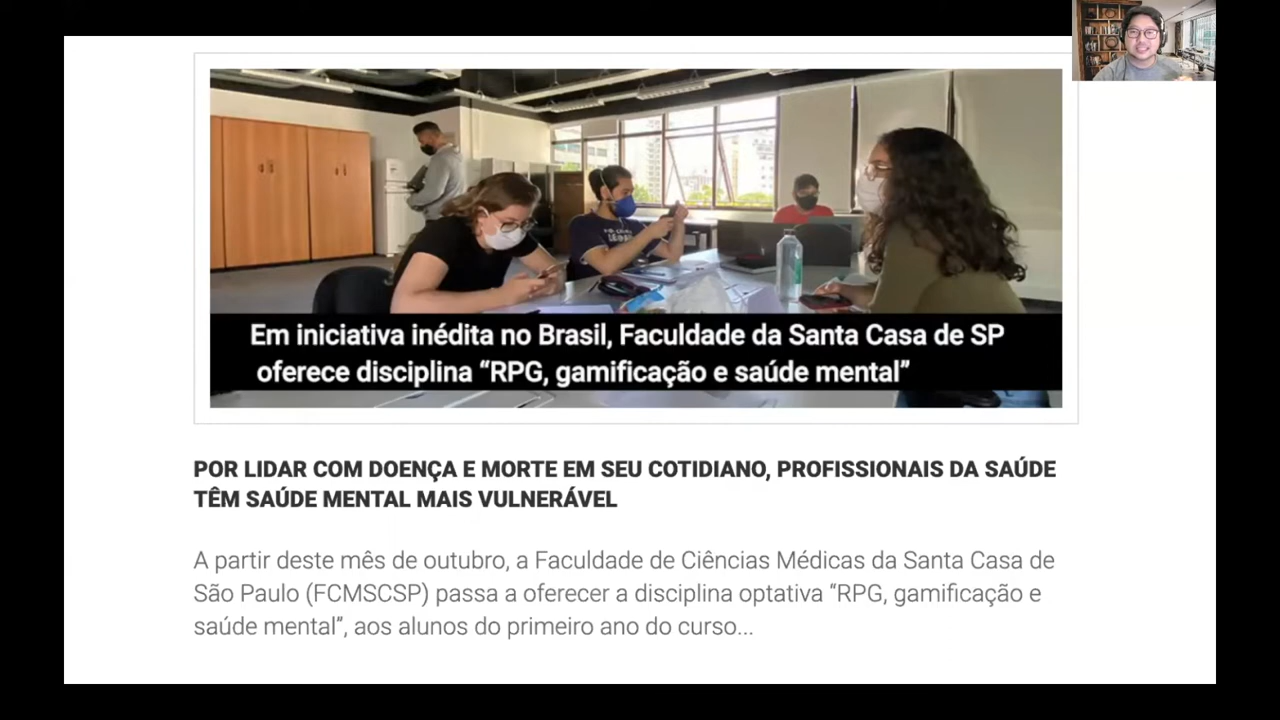 Em iniciativa inédita no Brasil, Faculdade da Santa Casa de SP
oferece disciplina “RPG, gamificação e saúde mental”
POR LIDAR COM DOENÇA E MORTE EM SEU COTIDIANO, PROFISSIONAIS DA SAÚDE
TÊM SAÚDE MENTAL MAIS VULNERÁVEL
A partir deste mês de outubro, a Faculdade de Ciências Médicas da Santa Casa de
São Paulo (FCMSCSP) passa a oferecer a disciplina optativa “RPG, gamificação e
saúde mental”, aos alunos do primeiro ano do curso...